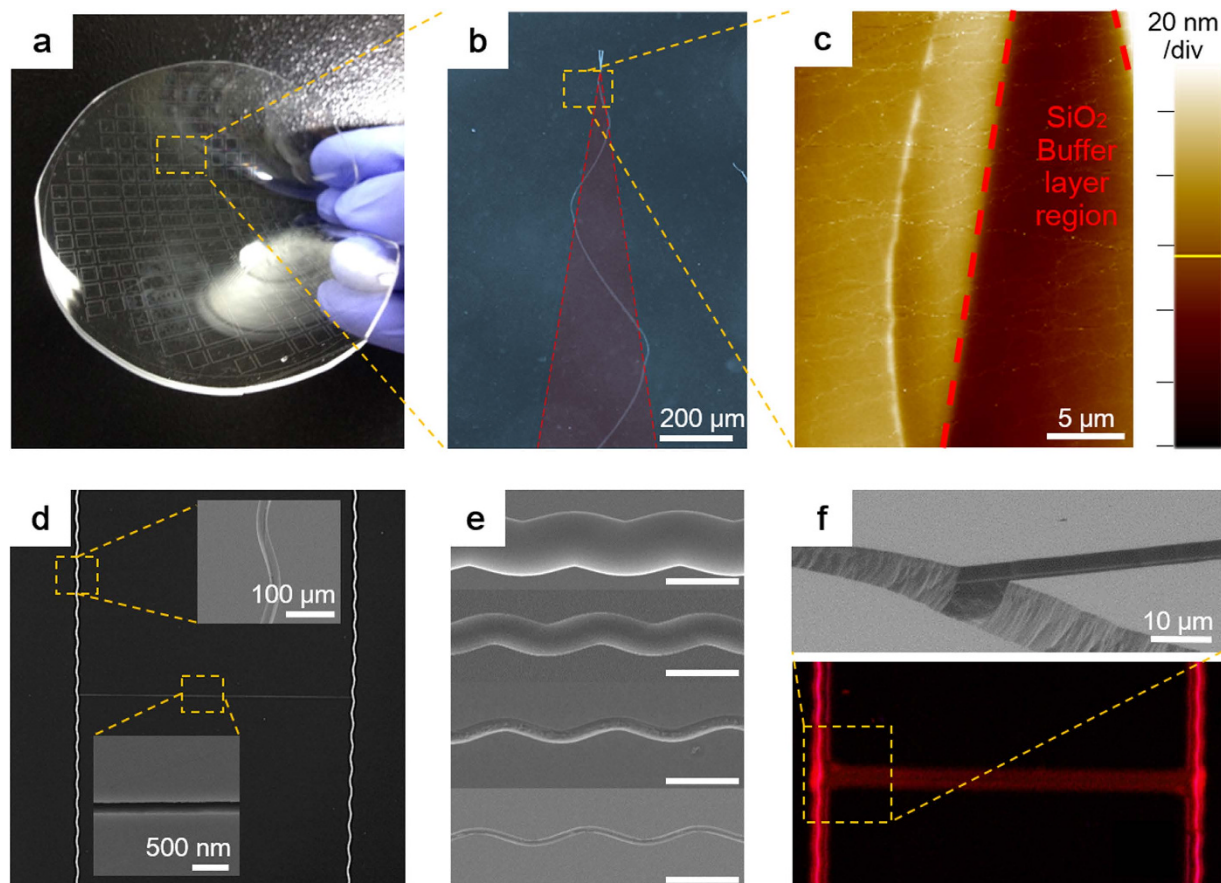 a
b
c
20 nm
/div
SiO₂
Buffer
layer
region
200 µm
5 µm
d
e
f
100 µm
10 µm
500 nm